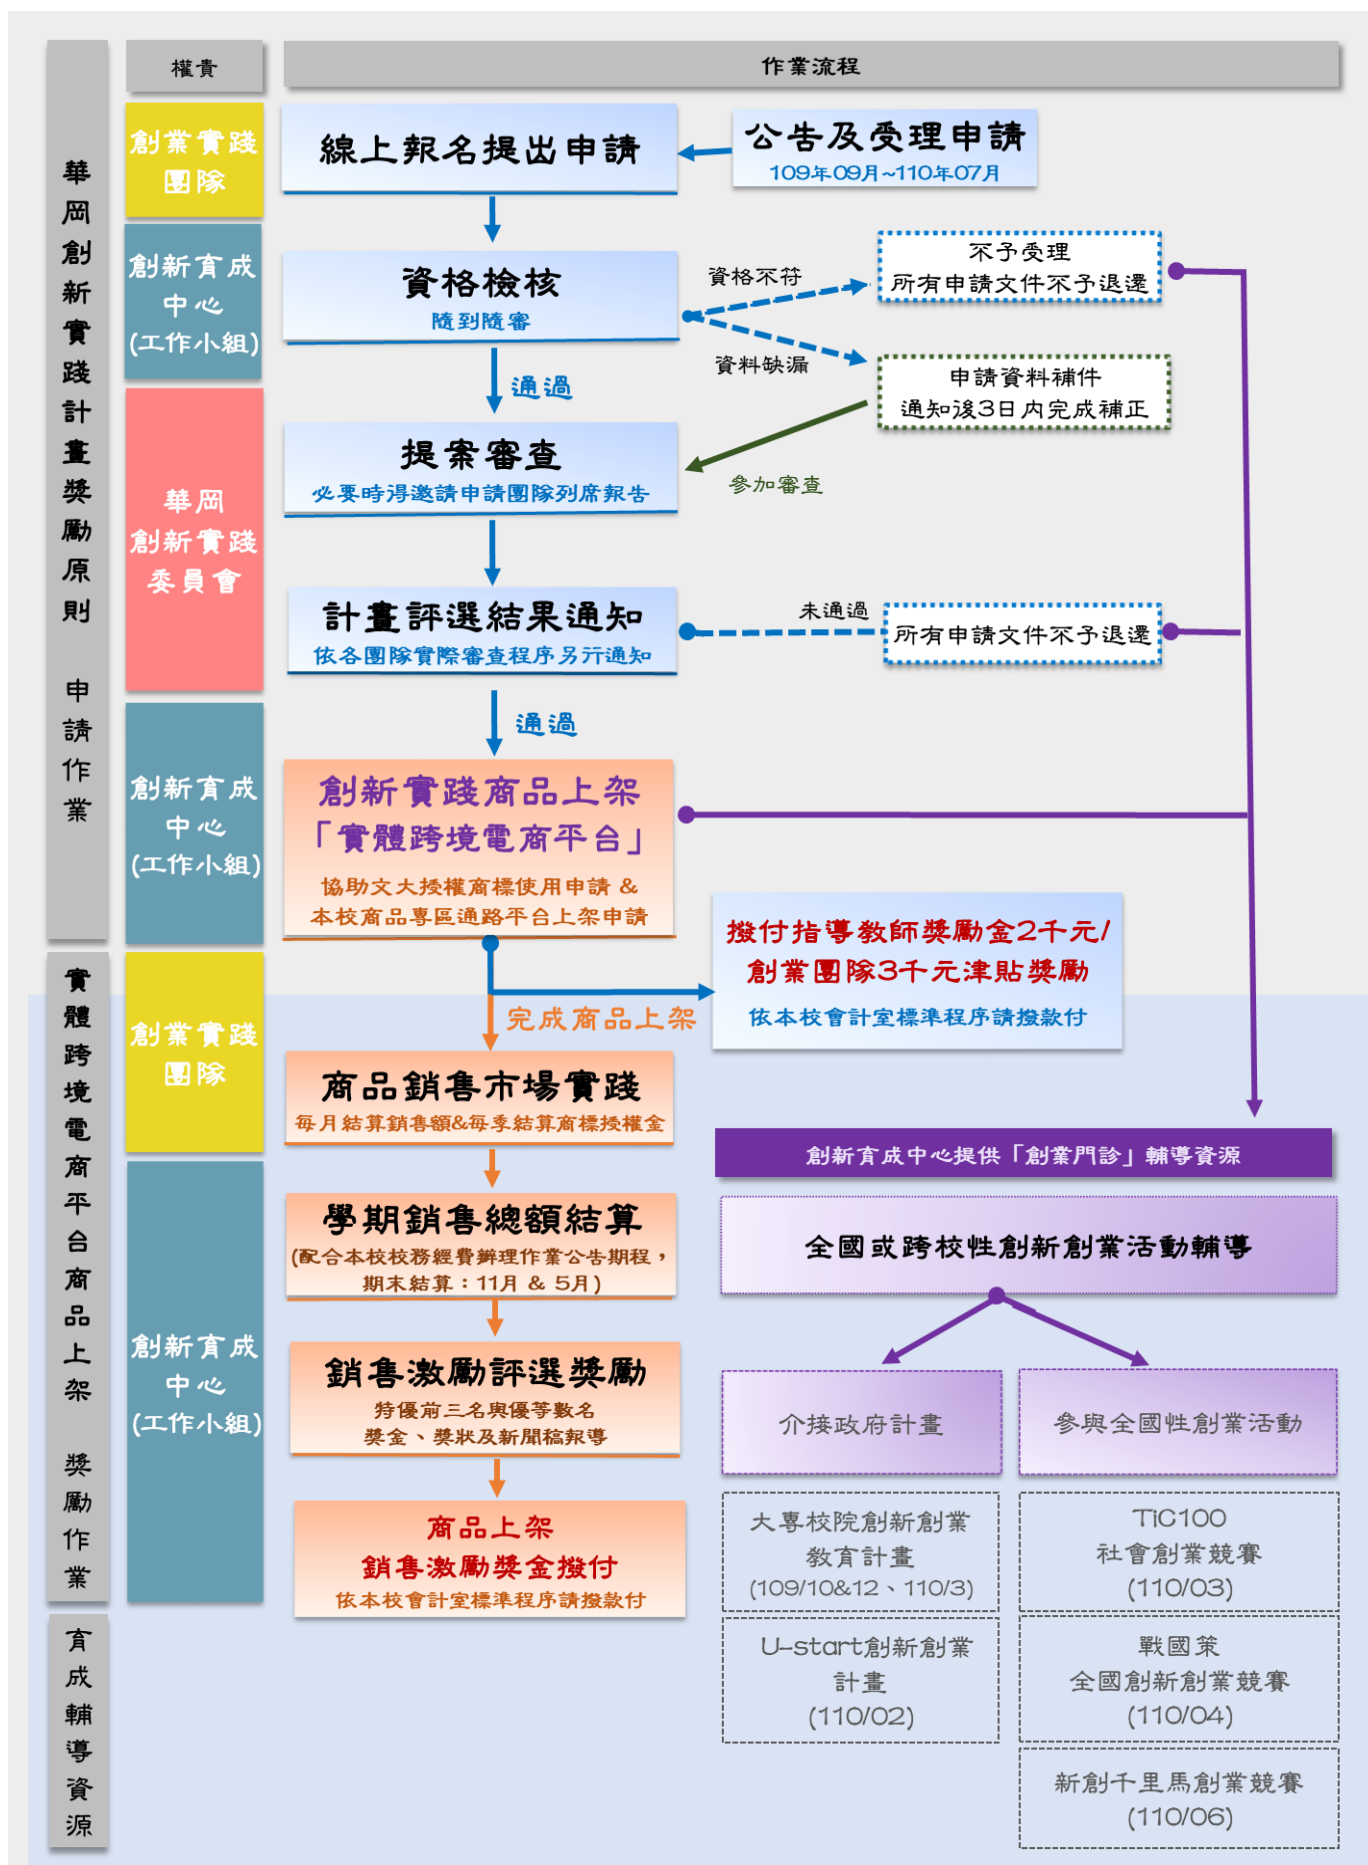 權責
作業流程
華岡創新實踐計畫獎勵原則 申請作業
創業實踐
團隊
線上報名提出申請
公告及受理申請
109年09月~110年07月
創新育成
中心
(工作小組)
資格檢核
隨到隨審
資格不符
不予受理
所有申請文件不予退還
資料缺漏
申請資料補件
通知後3日內完成補正
通過
華岡
創新實踐
委員會
提案審查
必要時得邀請申請團隊列席報告
參加審查
計畫評選結果通知
依各團隊實際審查程序另行通知
未通過
所有申請文件不予退還
通過
創新育成
中心
(工作小組)
創新實踐商品上架
「實體跨境電商平台」
協助文大授權商標使用申請 &
本校商品專區通路平台上架申請
撥付指導教師獎勵金2千元/
創業團隊3千元津貼獎勵
依本校會計室標準程序請撥款付
實體跨境電商平台商品上架 獎勵作業
創業實踐
團隊
完成商品上架
商品銷售市場實踐
每月結算銷售額&每季結算商標授權金
創新育成
中心
(工作小組)
學期銷售總額結算
(配合本校校務經費辦理作業公告期程，
期末結算：11月 & 5月)
銷售激勵評選獎勵
特優前三名與優等數名
獎金、獎狀及新聞稿報導
商品上架
銷售激勵獎金撥付
依本校會計室標準程序請撥款付
育成輔導資源
創新育成中心提供「創業門診」輔導資源
全國或跨校性創新創業活動輔導
介接政府計畫
參與全國性創業活動
大專校院創新創業
教育計畫
(109/10&12、110/3)
U-start創新創業
計畫
(110/02)
TiC100
社會創業競賽
(110/03)
戰國策
全國創新創業競賽
(110/04)
新創千里馬創業競賽
(110/06)